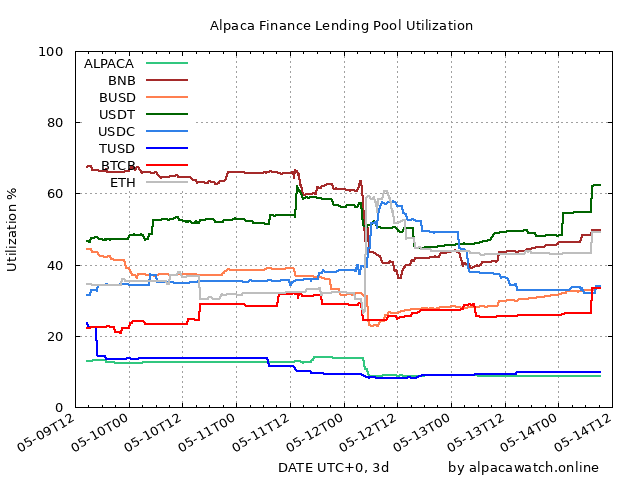 Alpaca Finance Lending Pool Utilization
Utilization %
100
80
60
40
20
0
ALPACA
BNB
BUSD
USDT
USDC
TUSD
BTCB
ETH
05-09T12
05-10T00
05-10T12
05-11T00
05-11T12
05-12T00
05-12T12
05-13T00
05-13T12
05-14T00
05-14T12
DATE UTC+0, 3d
by alpacawatch.online